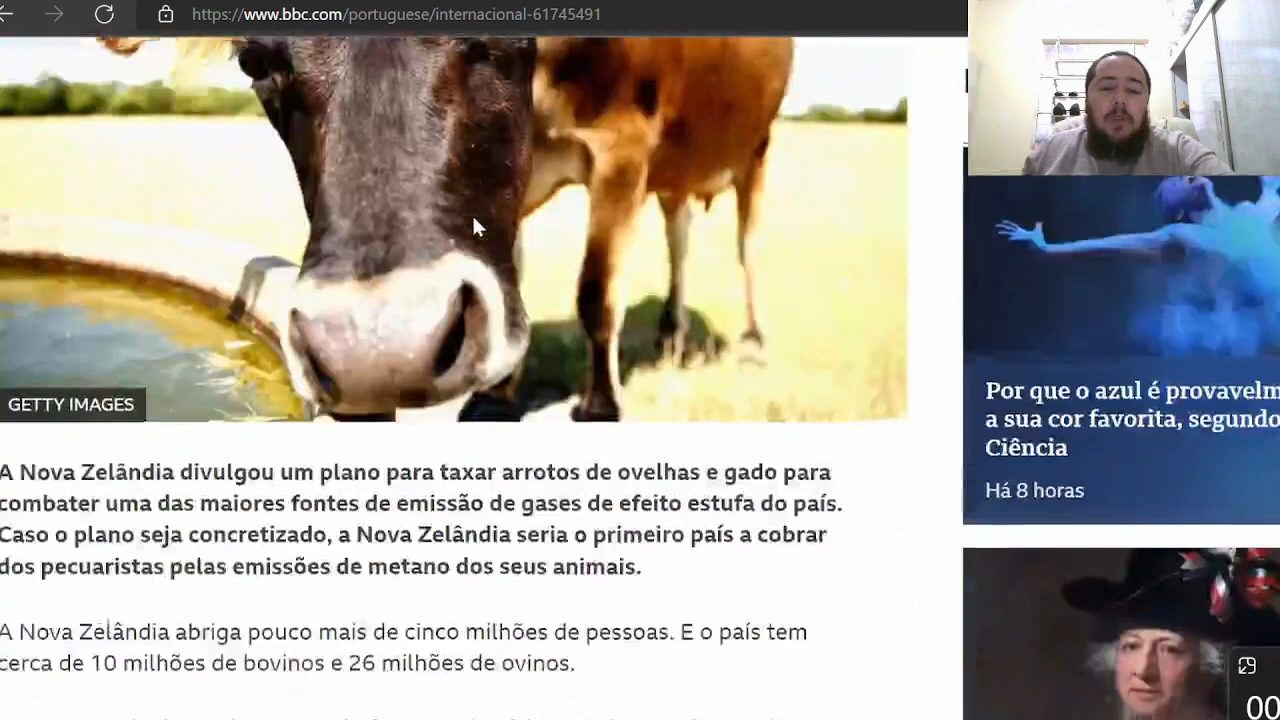 https://www.bbc.com/portuguese/internacional-61745491
GETTY IMAGES
A Nova Zelândia divulgou um plano para taxar arrotos de ovelhas e gado para
combater uma das maiores fontes de emissão de gases de efeito estufa do país.
Caso o plano seja concretizado, a Nova Zelândia seria o primeiro país a cobrar
dos pecuaristas pelas emissões de metano dos seus animais.
A Nova Zelândia abriga pouco mais de cinco milhões de pessoas. E o país tem
cerca de 10 milhões de bovinos e 26 milhões de ovinos.
Por que o azul é provavelm
a sua cor favorita, segundo
Ciência
Há 8 horas
00